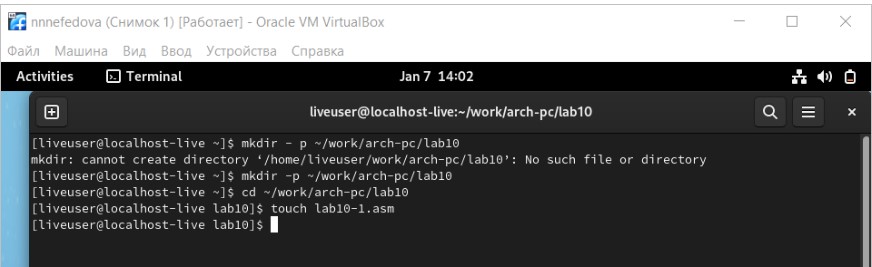 nnnefedova (Снимок 1) [Работает] - Oracle VM VirtualBox
Файл Машина Вид Ввод Устройства Справка
Activities Terminal Jan 7 14:02
liveuser@localhost-live:~/work/arch-pc/lab10
[liveuser@localhost-live ~]$ mkdir - p ~/work/arch-pc/lab10
mkdir: cannot create directory ‘/home/liveuser/work/arch-pc/lab10’: No such file or directory
[liveuser@localhost-live ~]$ mkdir -p ~/work/arch-pc/lab10
[liveuser@localhost-live ~]$ cd ~/work/arch-pc/lab10
[liveuser@localhost-live lab10]$ touch lab10-1.asm
[liveuser@localhost-live lab10]$